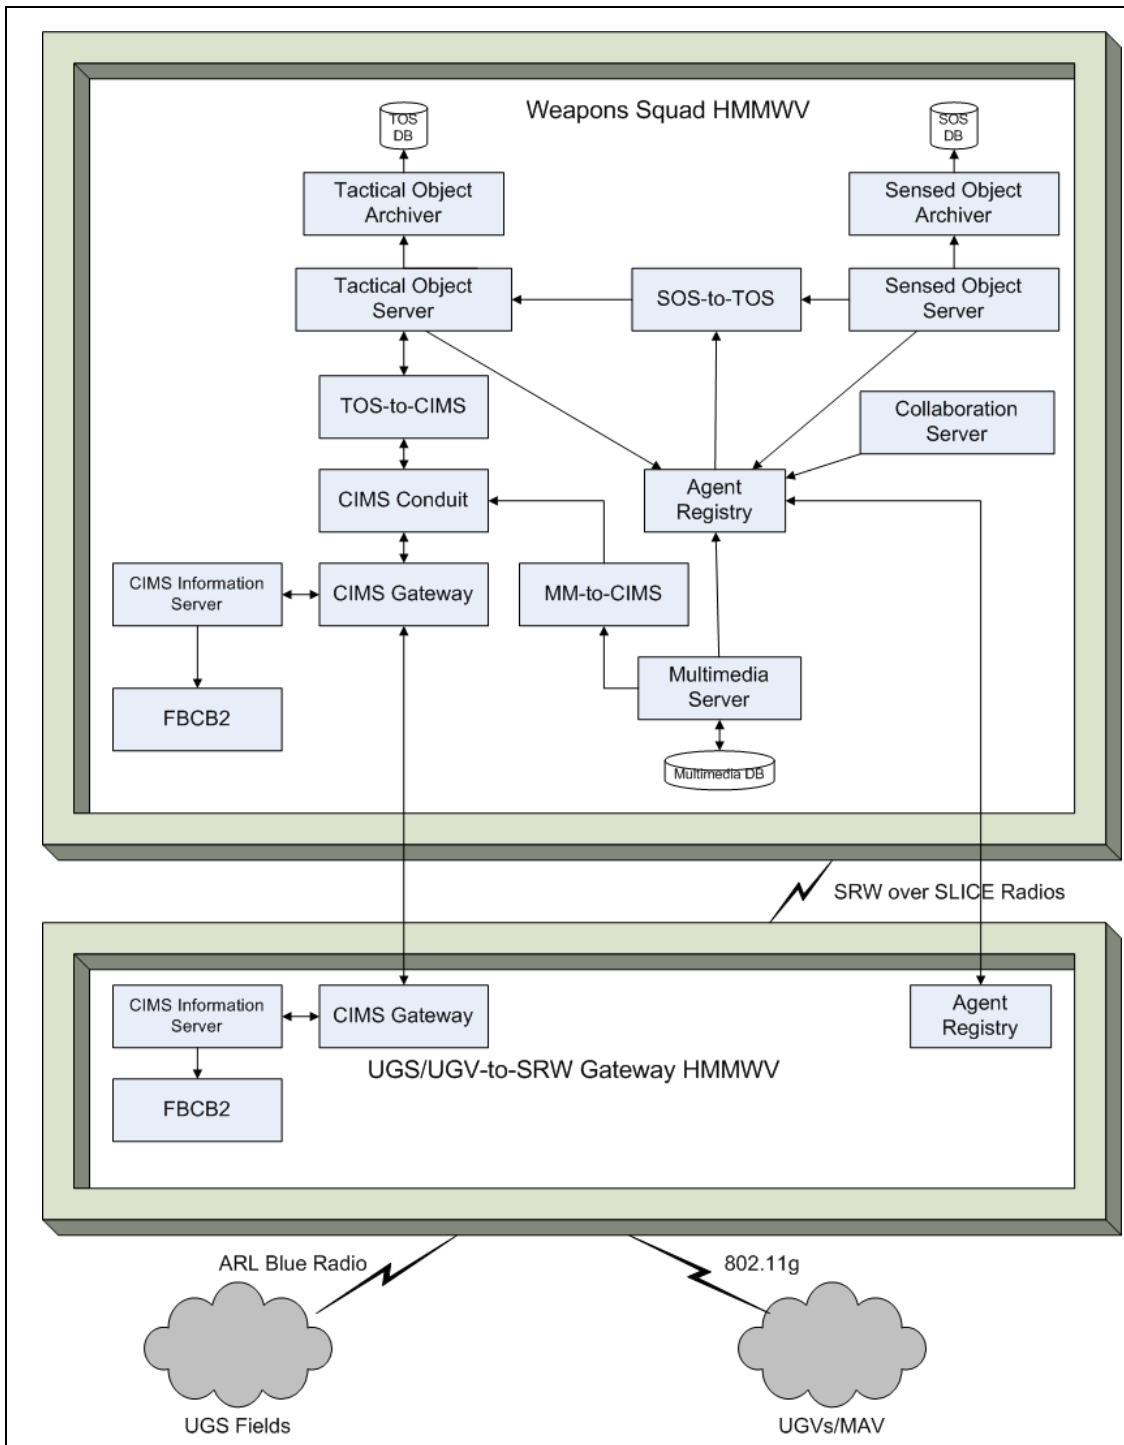 Weapons Squad HMMWV
TOS
DB
SOS
DB
Tactical Object
Archiver
Sensed Object
Archiver
Tactical Object
Server
SOS-to-TOS
Sensed Object
Server
TOS-to-CIMS
Collaboration
Server
CIMS Conduit
Agent
Registry
CIMS Information
Server
CIMS Gateway
MM-to-CIMS
Multimedia
Server
FBCB2
Multimedia DB
SRW over SLICE Radios
CIMS Information
Server
CIMS Gateway
Agent
Registry
UGS/UGV-to-SRW Gateway HMMWV
FBCB2
ARL Blue Radio
802.11g
UGS Fields
UGVs/MAV